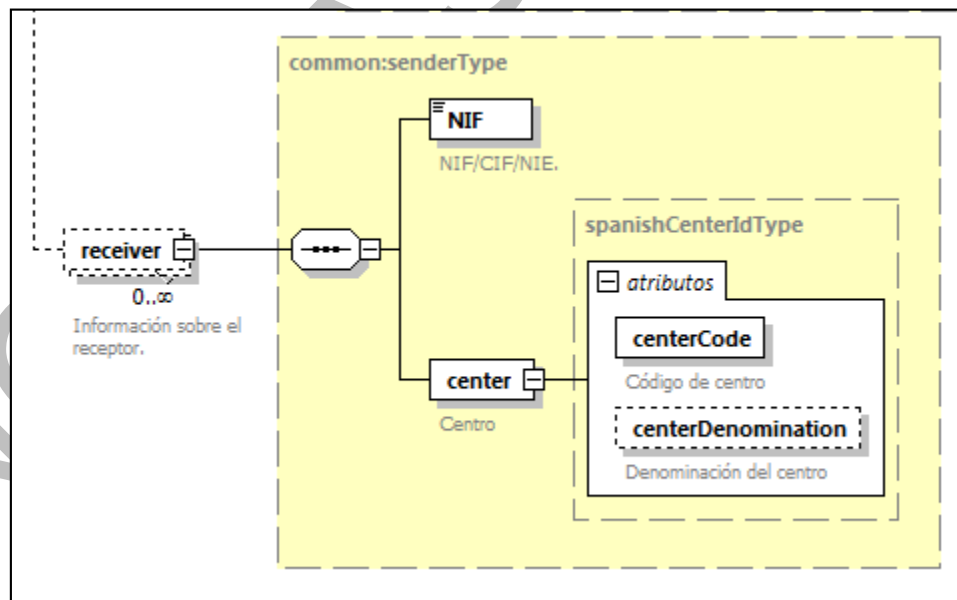 common:senderType
NIF
NIF/CIF/NIE.
spanishCenterIdType
atributos
receiver
0..∞
Información sobre el
receptor.
centerCode
Código de centro
center
Centro
centerDenomination
Denominación del centro